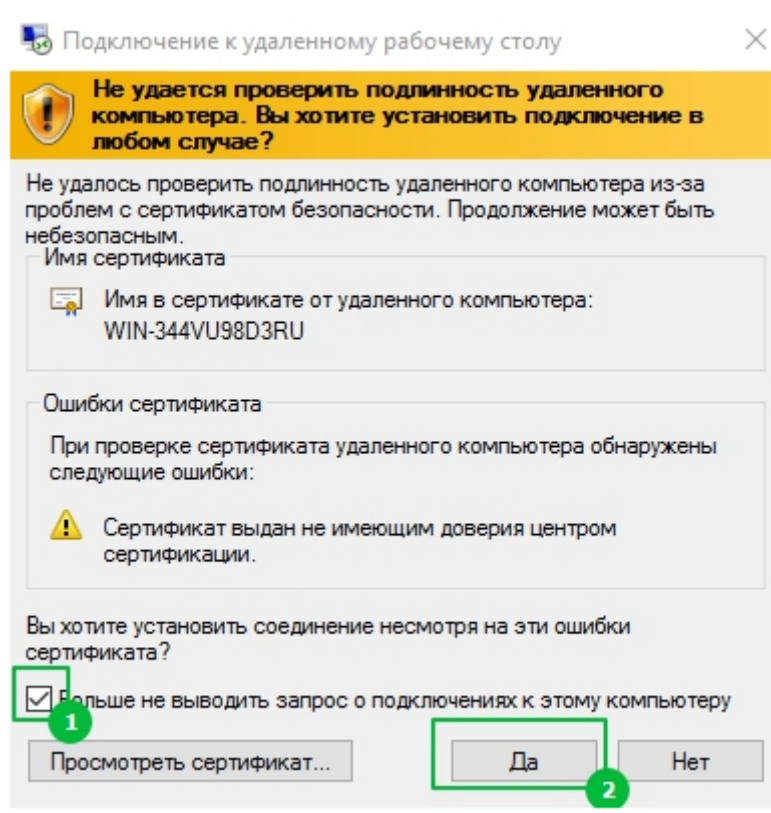 Подключение к удаленному рабочему столу
Не удается проверить подлинность удаленного
компьютера. Вы хотите установить подключение в
любом случае?
Не удалось проверить подлинность удаленного компьютера из-за
проблем с сертификатом безопасности. Продолжение может быть
небезопасным.
Имя сертификата
Имя в сертификате от удаленного компьютера:
WIN-344VU98D3RU
Ошибки сертификата
При проверке сертификата удаленного компьютера обнаружены
следующие ошибки:
Сертификат выдан не имеющим доверия центром
сертификации.
Вы хотите установить соединение несмотря на эти ошибки
сертификата?
Больше не выводить запрос о подключениях к этому компьютеру
1
Просмотреть сертификат... Да Нет
2